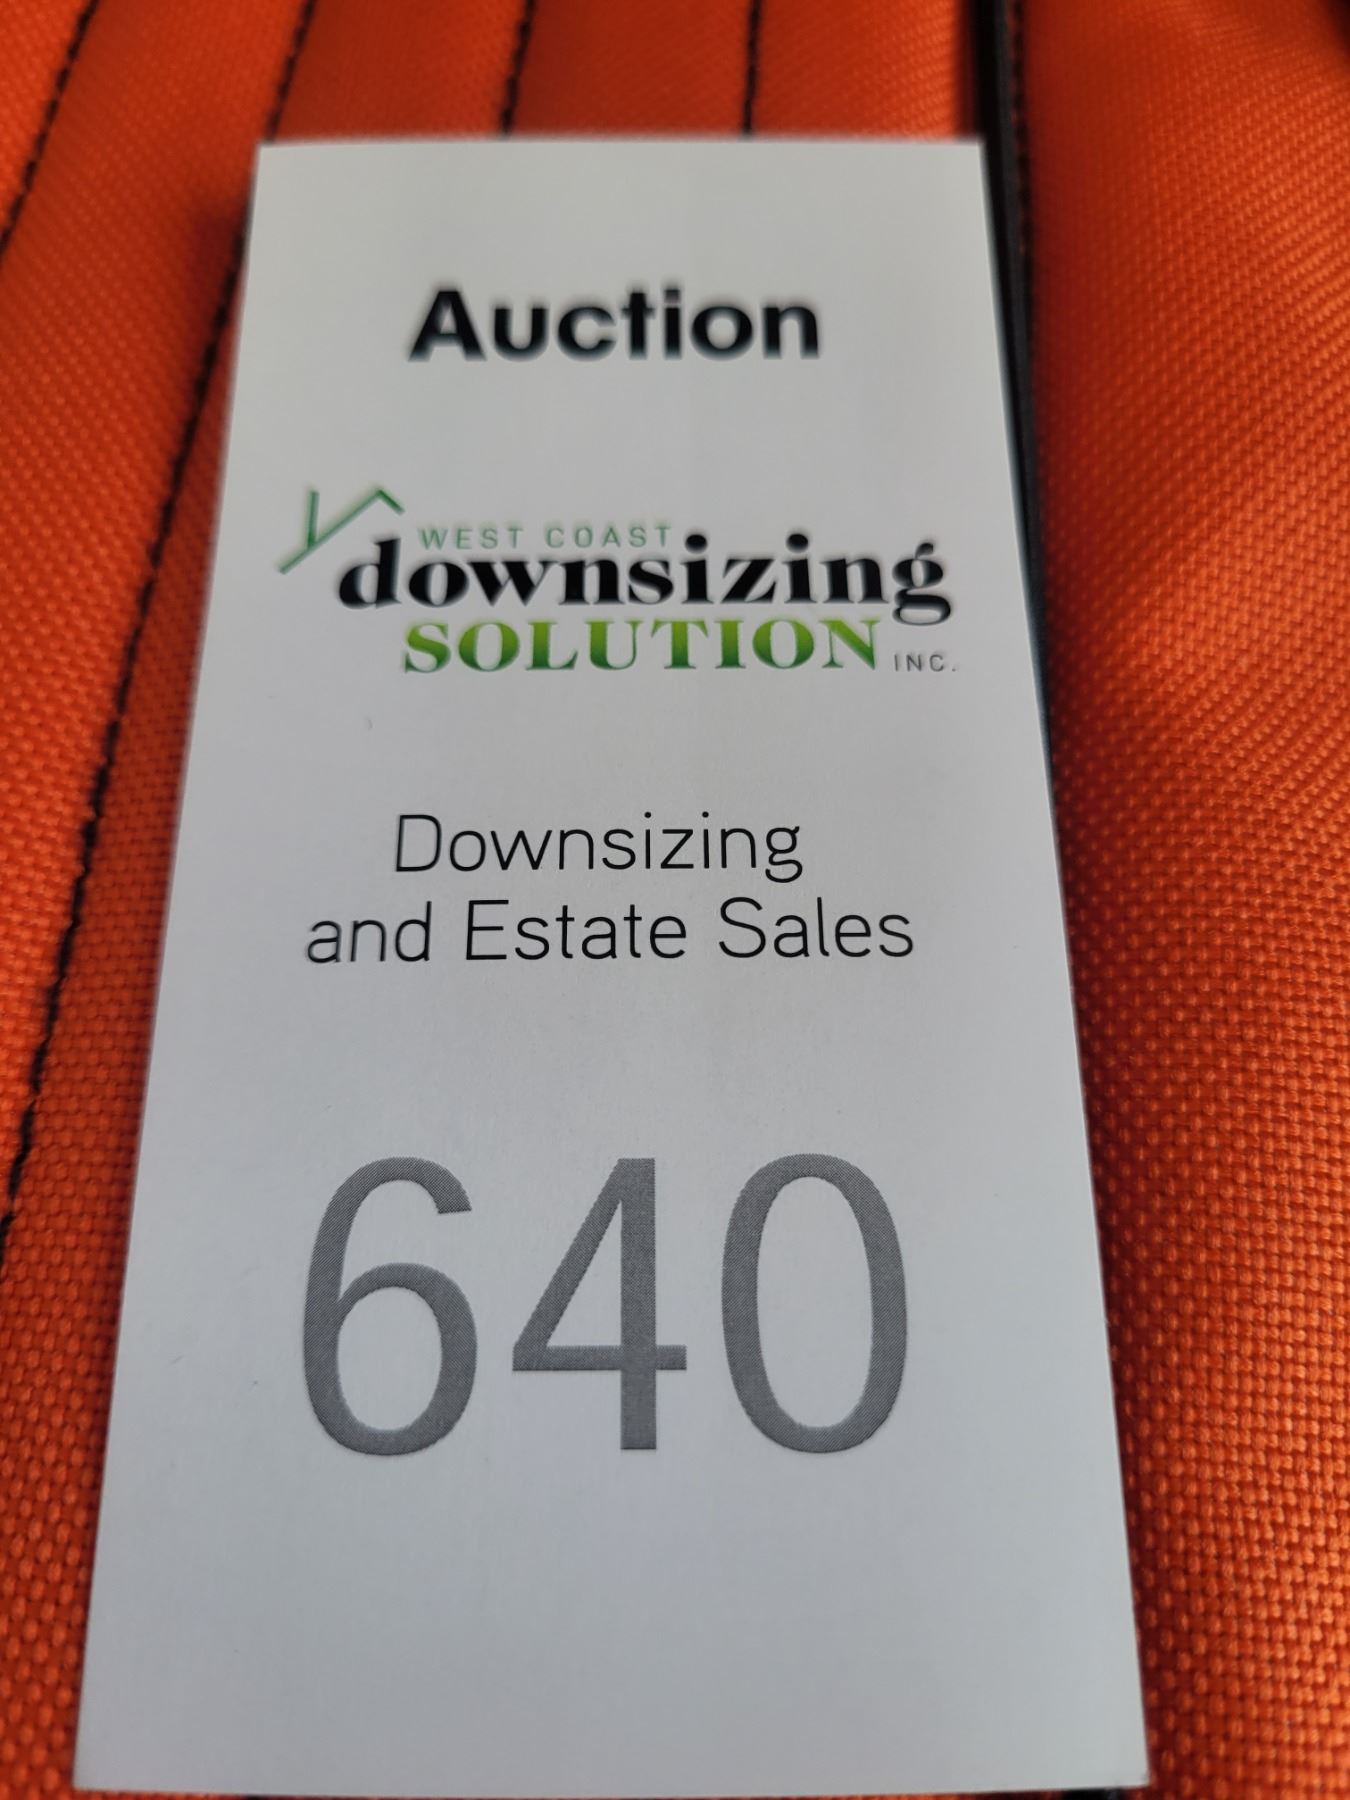 Auction
WEST COAST
downsizing
SOLUTION INC.
Downsizing
and Estate Sales
640